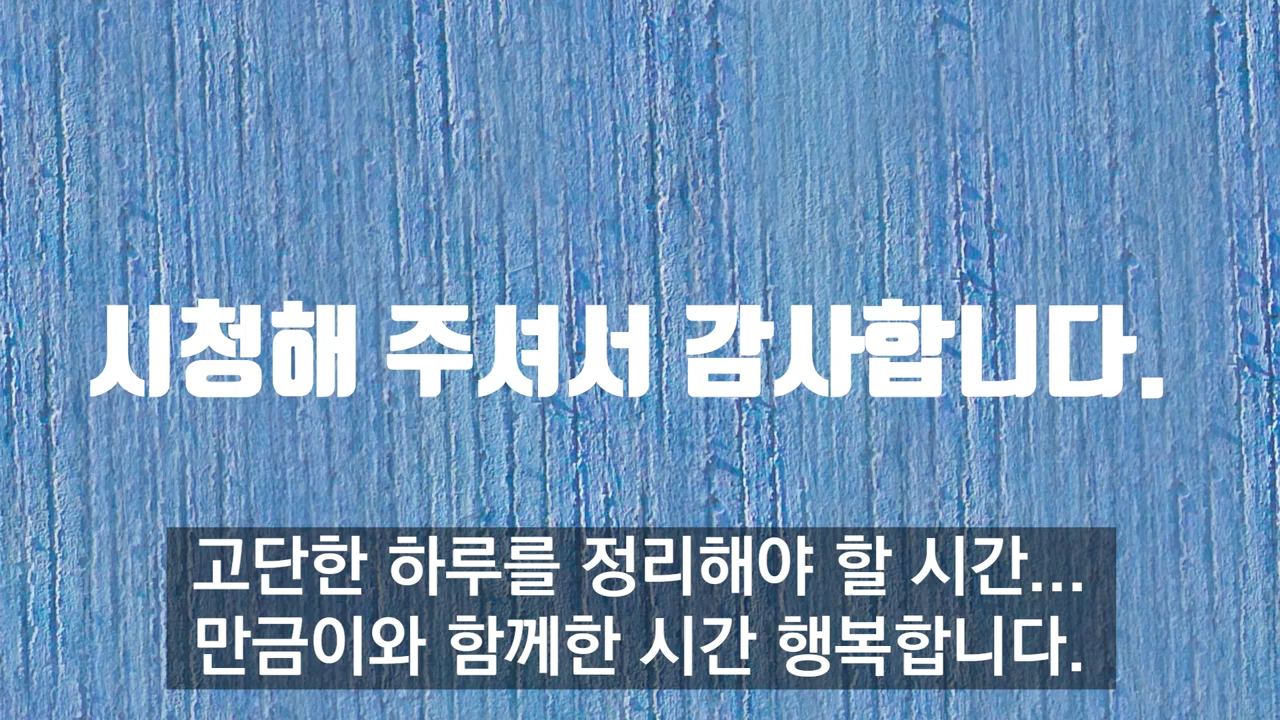 시청해 주셔서 감사합니다.
고단한 하루를 정리해야 할 시간...
만금이와 함께한 시간 행복합니다.